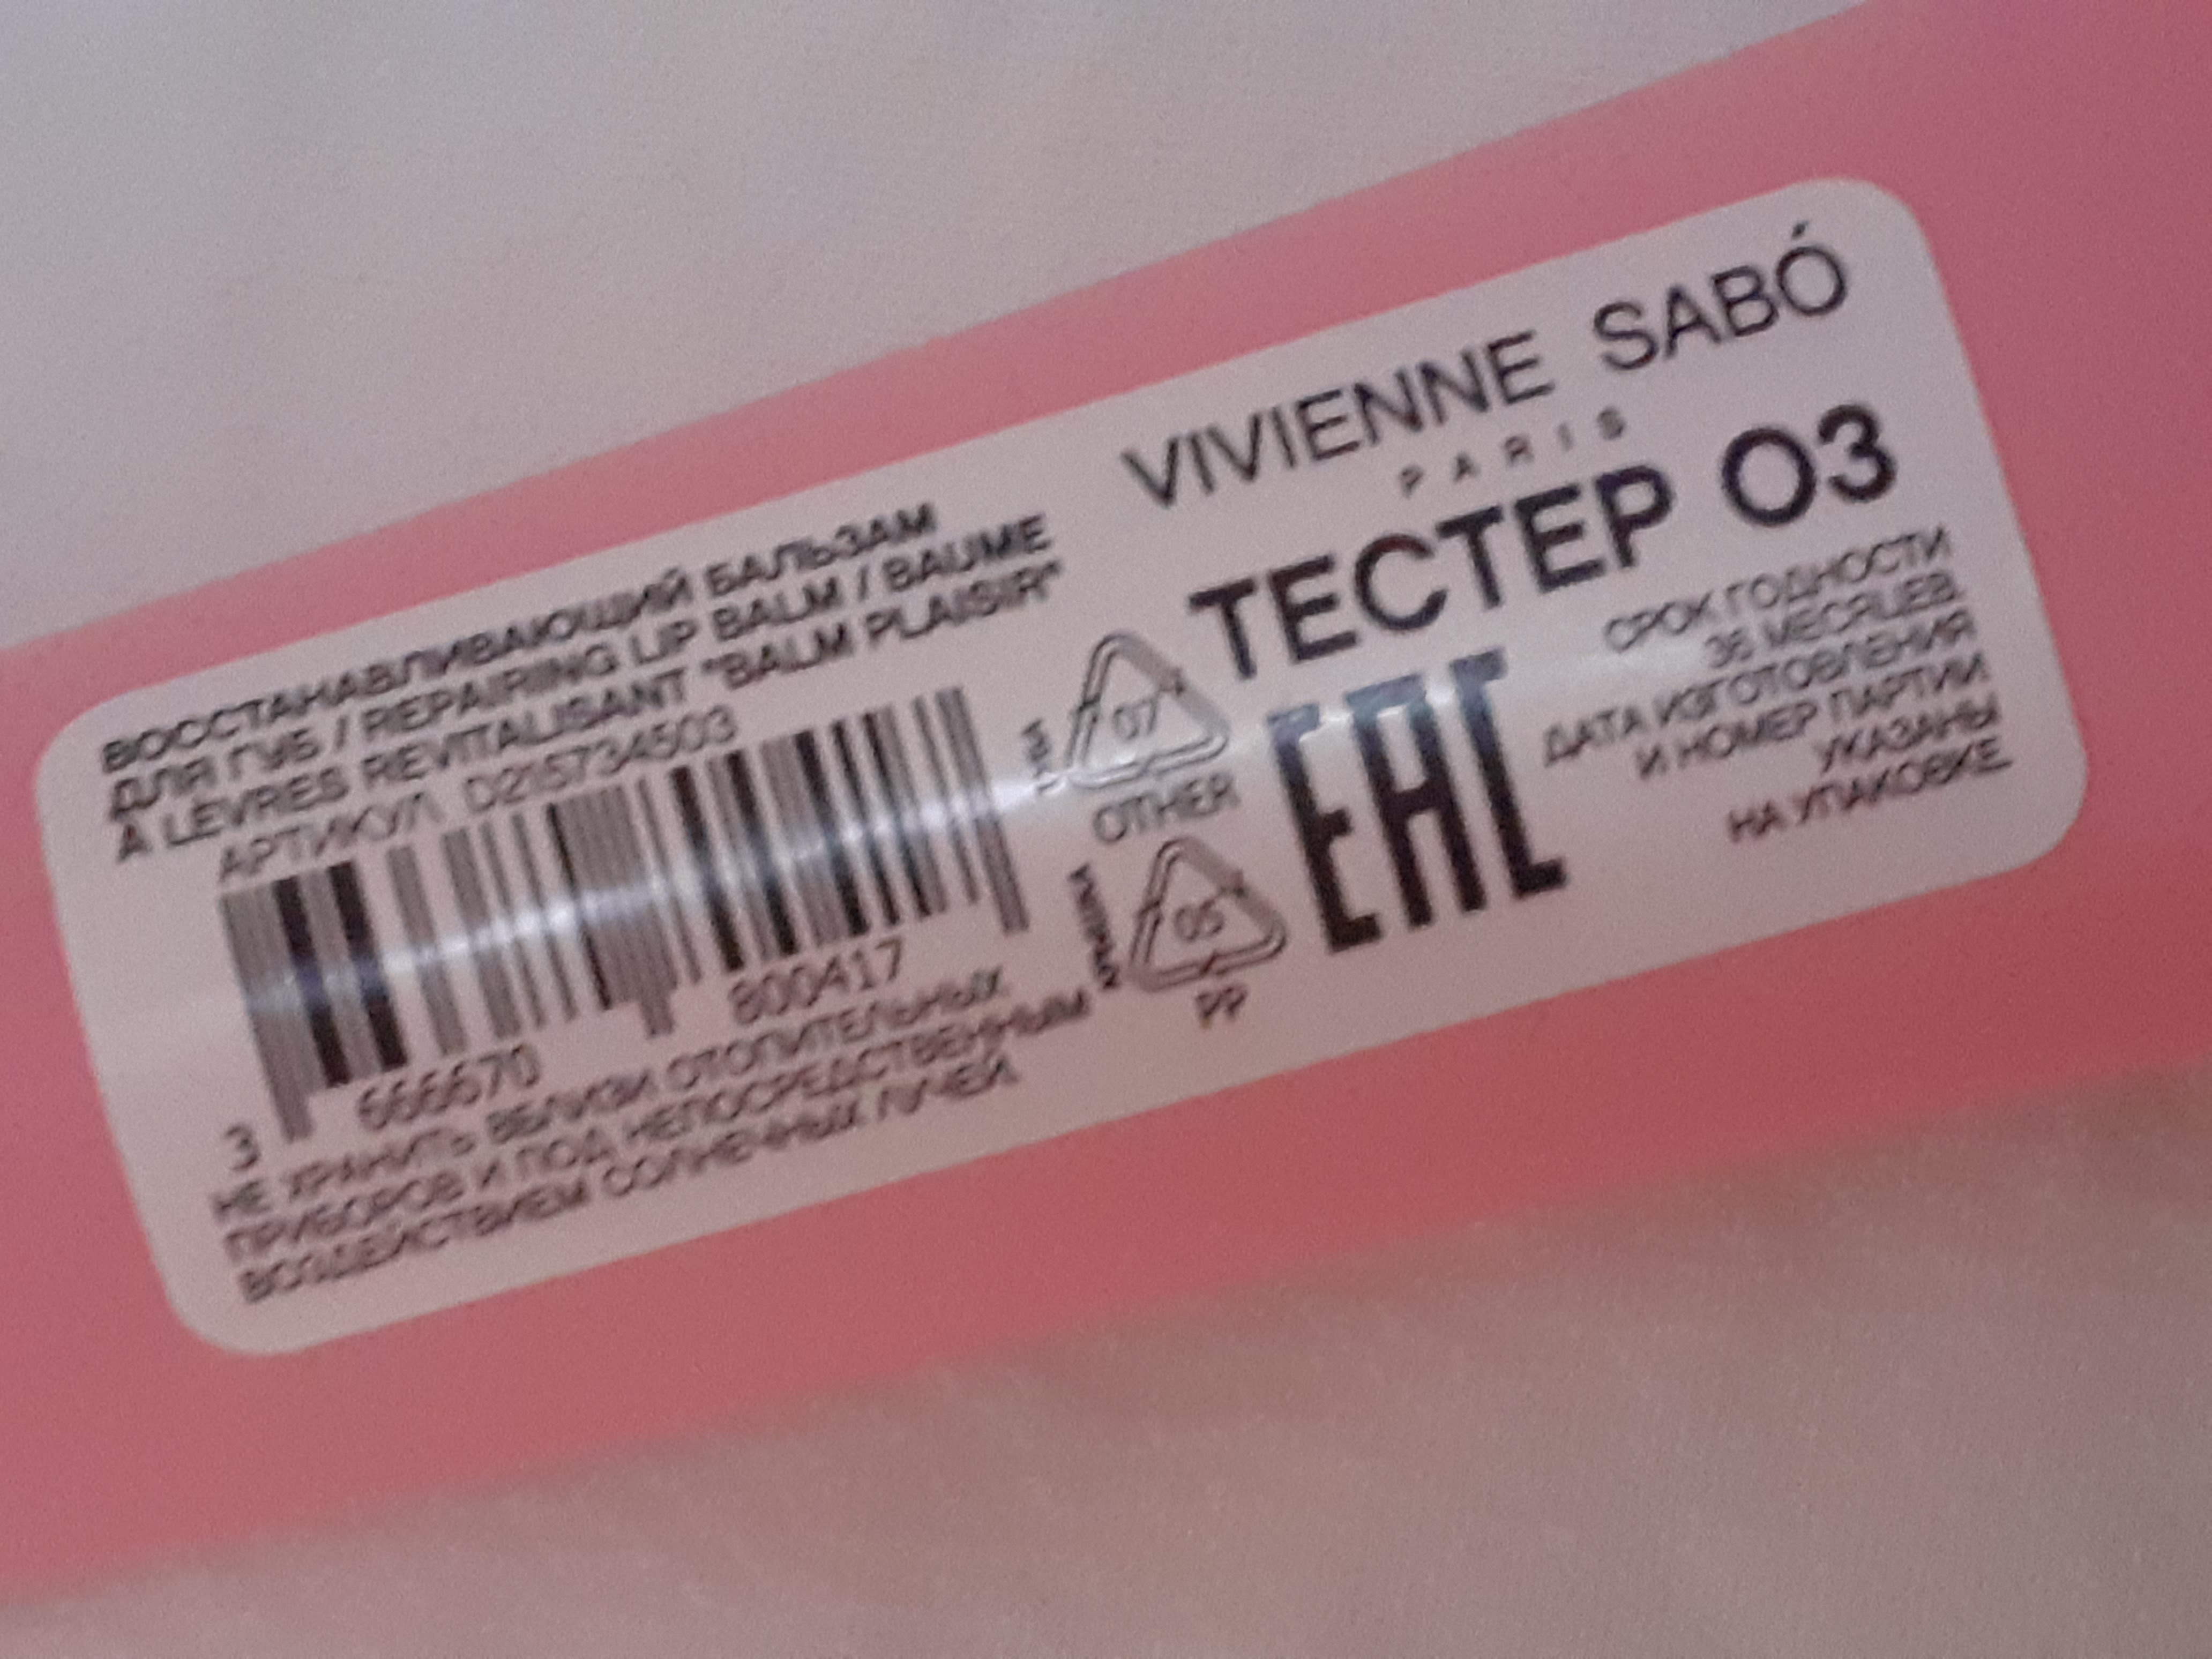 ВОССТАНАВЛИВАЮЩИЙ БАЛЬЗАМ
ДЛЯ ГУБ / REPAIRING LIP BALM / BAUME
À LÈVRES REVITALISANT "BALM PLAISIR"
АРТИКУЛ D215734503
3 666670 800417
НЕ ХРАНИТЬ ВБЛИЗИ ОТОПИТЕЛЬНЫХ
ПРИБОРОВ И ПОД НЕПОСРЕДСТВЕННЫМ
ВОЗДЕЙСТВИЕМ СОЛНЕЧНЫХ ЛУЧЕЙ.
07
OTHER
05
PP
VIVIENNE SABÓ
PARIS
ТЕСТЕР 03
EAC
СРОК ГОДНОСТИ
36 МЕСЯЦЕВ.
ДАТА ИЗГОТОВЛЕНИЯ
И НОМЕР ПАРТИИ
УКАЗАНЫ
НА УПАКОВКЕ.